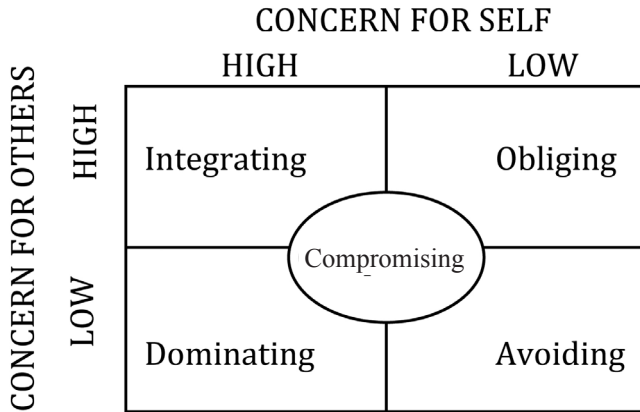 CONCERN FOR SELF
HIGH LOW
CONCERN FOR OTHERS
HIGH
Integrating Obliging
Compromising
LOW
Dominating Avoiding